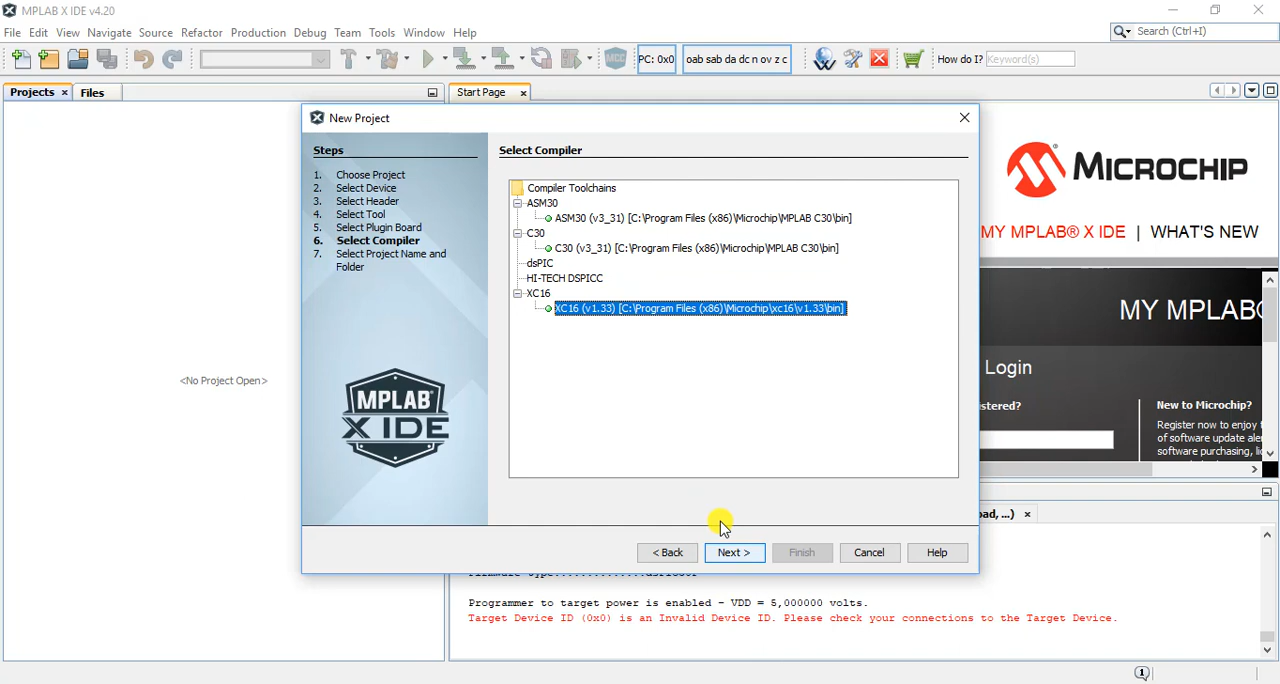 MPLAB X IDE v4.20
File Edit View Navigate Source Refactor Production Debug Team Tools Window Help
Search (Ctrl+I)
PC: 0x0 oab sab da dc n ov z c How do I? Keyword(s)
Projects Files Start Page
New Project
Steps
1. Choose Project
2. Select Device
3. Select Header
4. Select Tool
5. Select Plugin Board
6. Select Compiler
7. Select Project Name and
Folder
MPLAB
X IDE
Select Compiler
Compiler Toolchains
ASM30
ASM30 (v3_31) [C:\Program Files (x86)\Microchip\MPLAB C30\bin]
C30
C30 (v3_31) [C:\Program Files (x86)\Microchip\MPLAB C30\bin]
dsPIC
HI-TECH DSPICC
XC16
XC16 (v1.33) [C:\Program Files (x86)\Microchip\xc16\v1.33\bin]
< Back Next > Finish Cancel Help
<No Project Open>
MICROCHIP
MY MPLAB® X IDE | WHAT'S NEW
MY MPLAB
Login
stered?
New to Microchip?
Register now to enjoy
of software update ale
software purchasing, li
oad, ...)
Programmer to target power is enabled - VDD = 5,000000 volts.
Target Device ID (0x0) is an Invalid Device ID. Please check your connections to the Target Device.
1